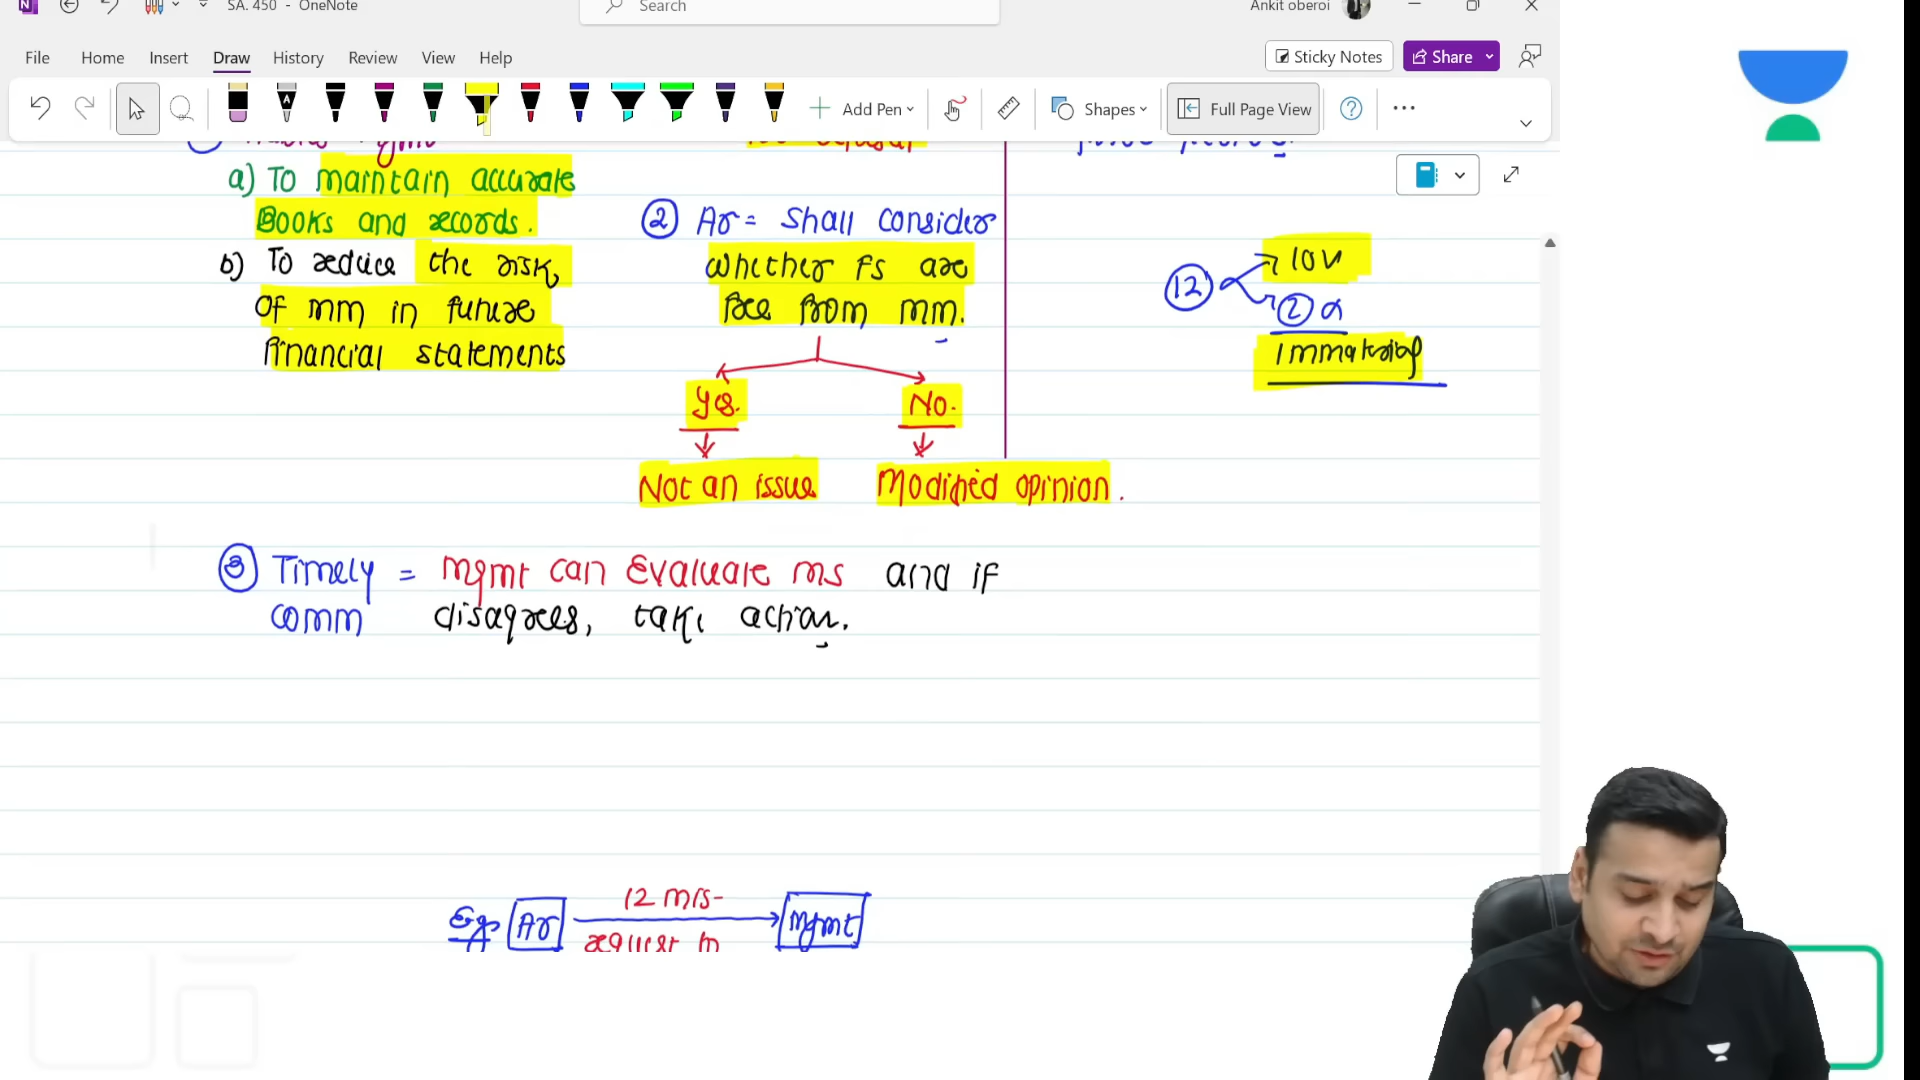 SA. 450 - OneNote
Search
Ankit oberoi
File Home Insert Draw History Review View Help
Sticky Notes
Share
Add Pen
Shapes
Full Page View
a) To maintain accurate
Books and records.
b) To reduce the risk,
of mm in future
financial statements
② Ar = Shall consider
whether FS are
free from mm.
Yes.
No.
Not an issue
Modified opinion.
12
10 ✓
② x
Immaterial
③ Timely = Mgmt can Evaluate ms and if
comm disagrees, take action.
Eg. Ar 12 m/s- Mgmt
request